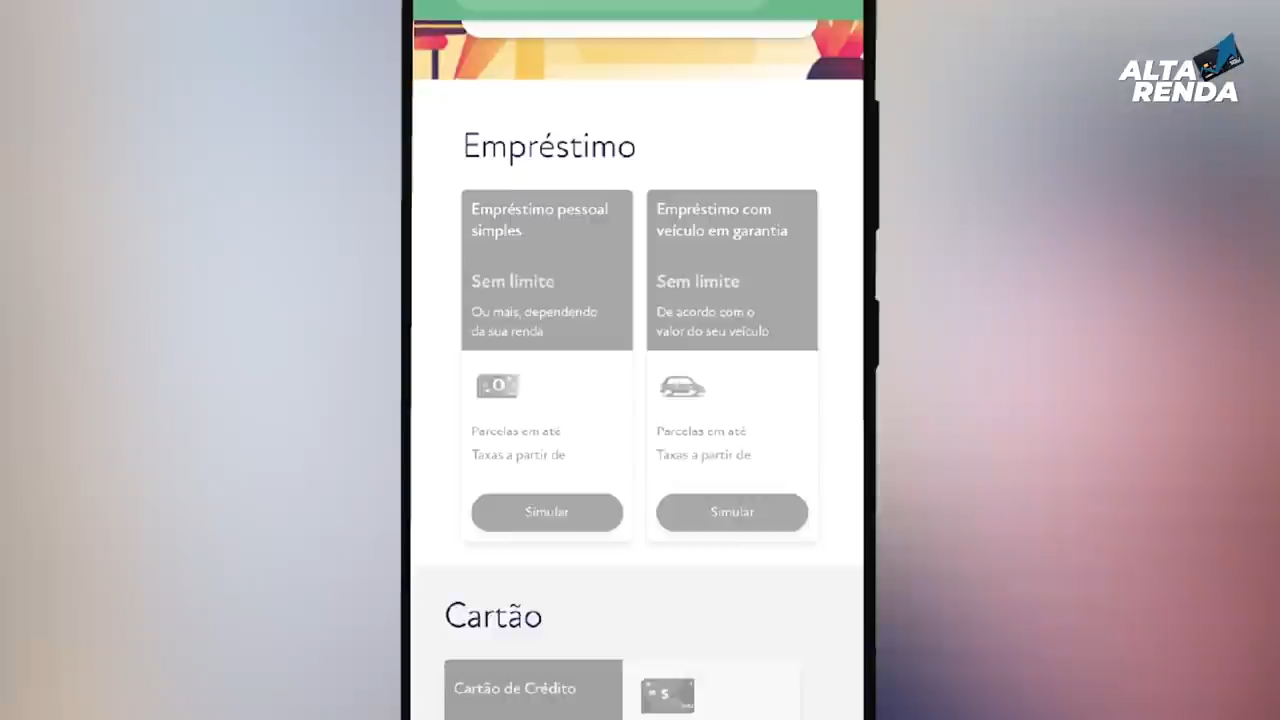 ALTA
RENDA
Empréstimo
Empréstimo pessoal
simples
Sem limite
Ou mais, dependendo
da sua renda
Parcelas em até
Taxas a partir de
Simular
Empréstimo com
veículo em garantia
Sem limite
De acordo com o
valor do seu veículo
Parcelas em até
Taxas a partir de
Simular
Cartão
Cartão de Crédito
$